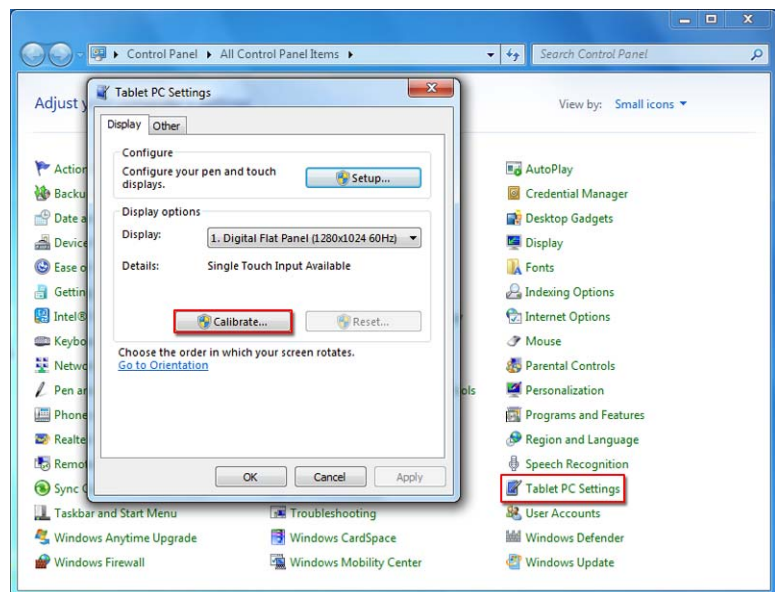 Control Panel ▸ All Control Panel Items ▸
Search Control Panel
Adjust
View by: Small icons
Tablet PC Settings
Display Other
Configure
Configure your pen and touch
displays.
Setup...
Display options
Display: 1. Digital Flat Panel (1280x1024 60Hz)
Details: Single Touch Input Available
Calibrate... Reset...
Choose the order in which your screen rotates.
Go to Orientation
OK Cancel Apply
Action
Backu
Date a
Device
Ease o
Gettin
Intel®
Keybo
Netwo
Pen an
Phone
Realte
Remot
Sync C
Taskbar and Start Menu
Windows Anytime Upgrade
Windows Firewall
ols
Troubleshooting
Windows CardSpace
Windows Mobility Center
AutoPlay
Credential Manager
Desktop Gadgets
Display
Fonts
Indexing Options
Internet Options
Mouse
Parental Controls
Personalization
Programs and Features
Region and Language
Speech Recognition
Tablet PC Settings
User Accounts
Windows Defender
Windows Update